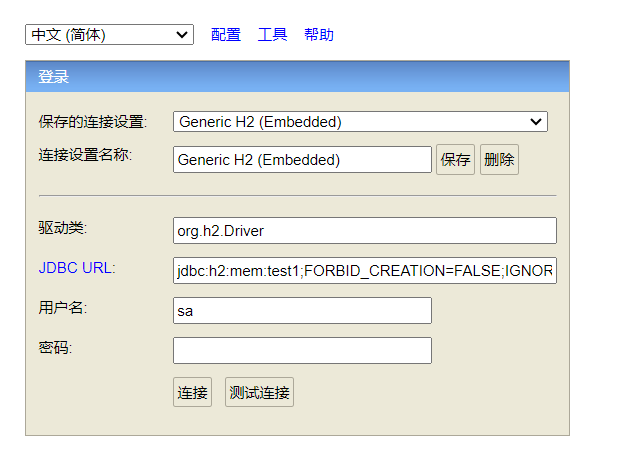 中文 (简体) 配置 工具 帮助
登录
保存的连接设置: Generic H2 (Embedded)
连接设置名称: Generic H2 (Embedded) 保存 删除
驱动类: org.h2.Driver
JDBC URL: jdbc:h2:mem:test1;FORBID_CREATION=FALSE;IGNOR
用户名: sa
密码:
连接 测试连接